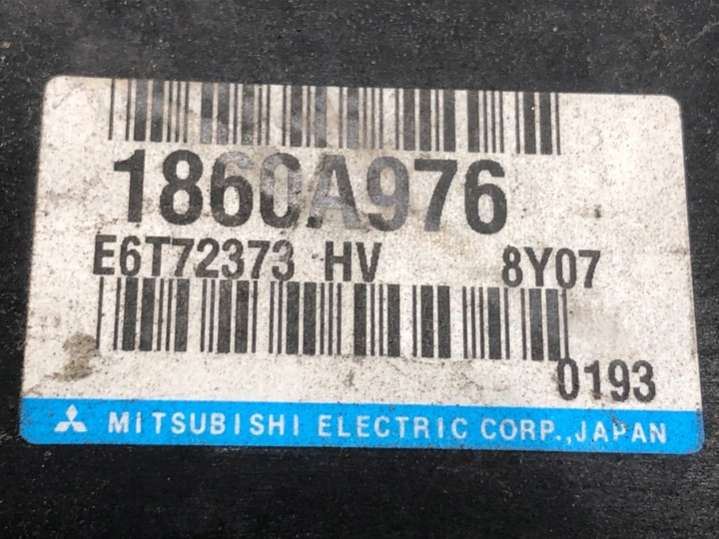 1860A976
E6T72373 HV 8Y07
0193
MITSUBISHI ELECTRIC CORP., JAPAN